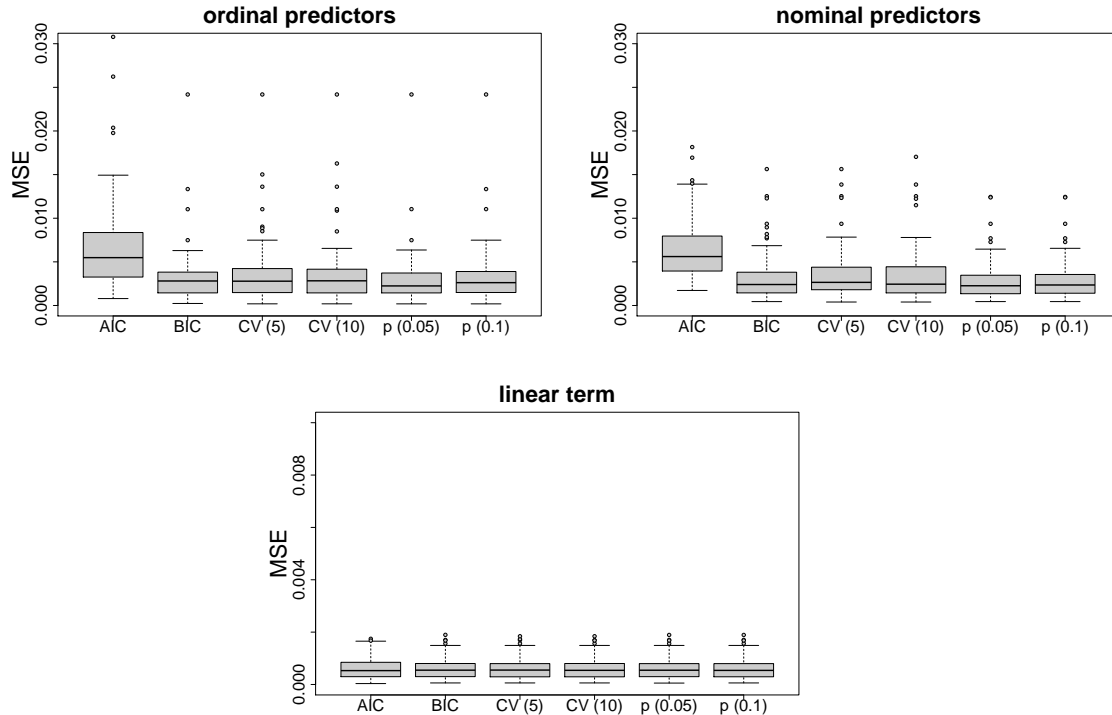 ordinal predictors
MSE
0.030
0.020
0.010
0.000
AIC BIC CV (5) CV (10) p (0.05) p (0.1)
nominal predictors
MSE
0.030
0.020
0.010
0.000
AIC BIC CV (5) CV (10) p (0.05) p (0.1)
linear term
MSE
0.008
0.004
0.000
AIC BIC CV (5) CV (10) p (0.05) p (0.1)